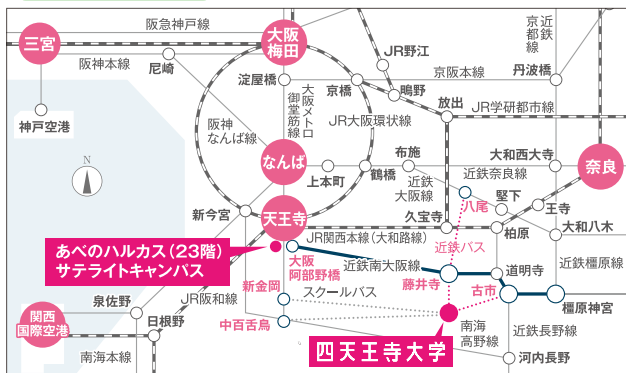 阪急神戸線
三宮
大阪
梅田
近鉄
京都線
奈良
JR野江
阪神本線
尼崎
淀屋橋
京橋
京阪本線
丹波橋
鴫野
放出
JR学研都市線
神戸空港
大阪メトロ
御堂筋線
JR大阪環状線
阪神
なんば線
N
なんば
上本町
鶴橋
布施
近鉄奈良線
大和西大寺
近鉄
大阪線
八尾
堅下
王寺
新今宮
天王寺
久宝寺
柏原
大和八木
JR関西本線(大和路線)
近鉄バス
あべのハルカス(23階)
サテライトキャンパス
大阪
阿部野橋
近鉄南大阪線
道明寺
近鉄橿原線
藤井寺
古市
橿原神宮
新金岡
スクールバス
JR阪和線
泉佐野
関西
国際空港
日根野
中百舌鳥
四天王寺大学
南海
高野線
近鉄長野線
南海本線
河内長野